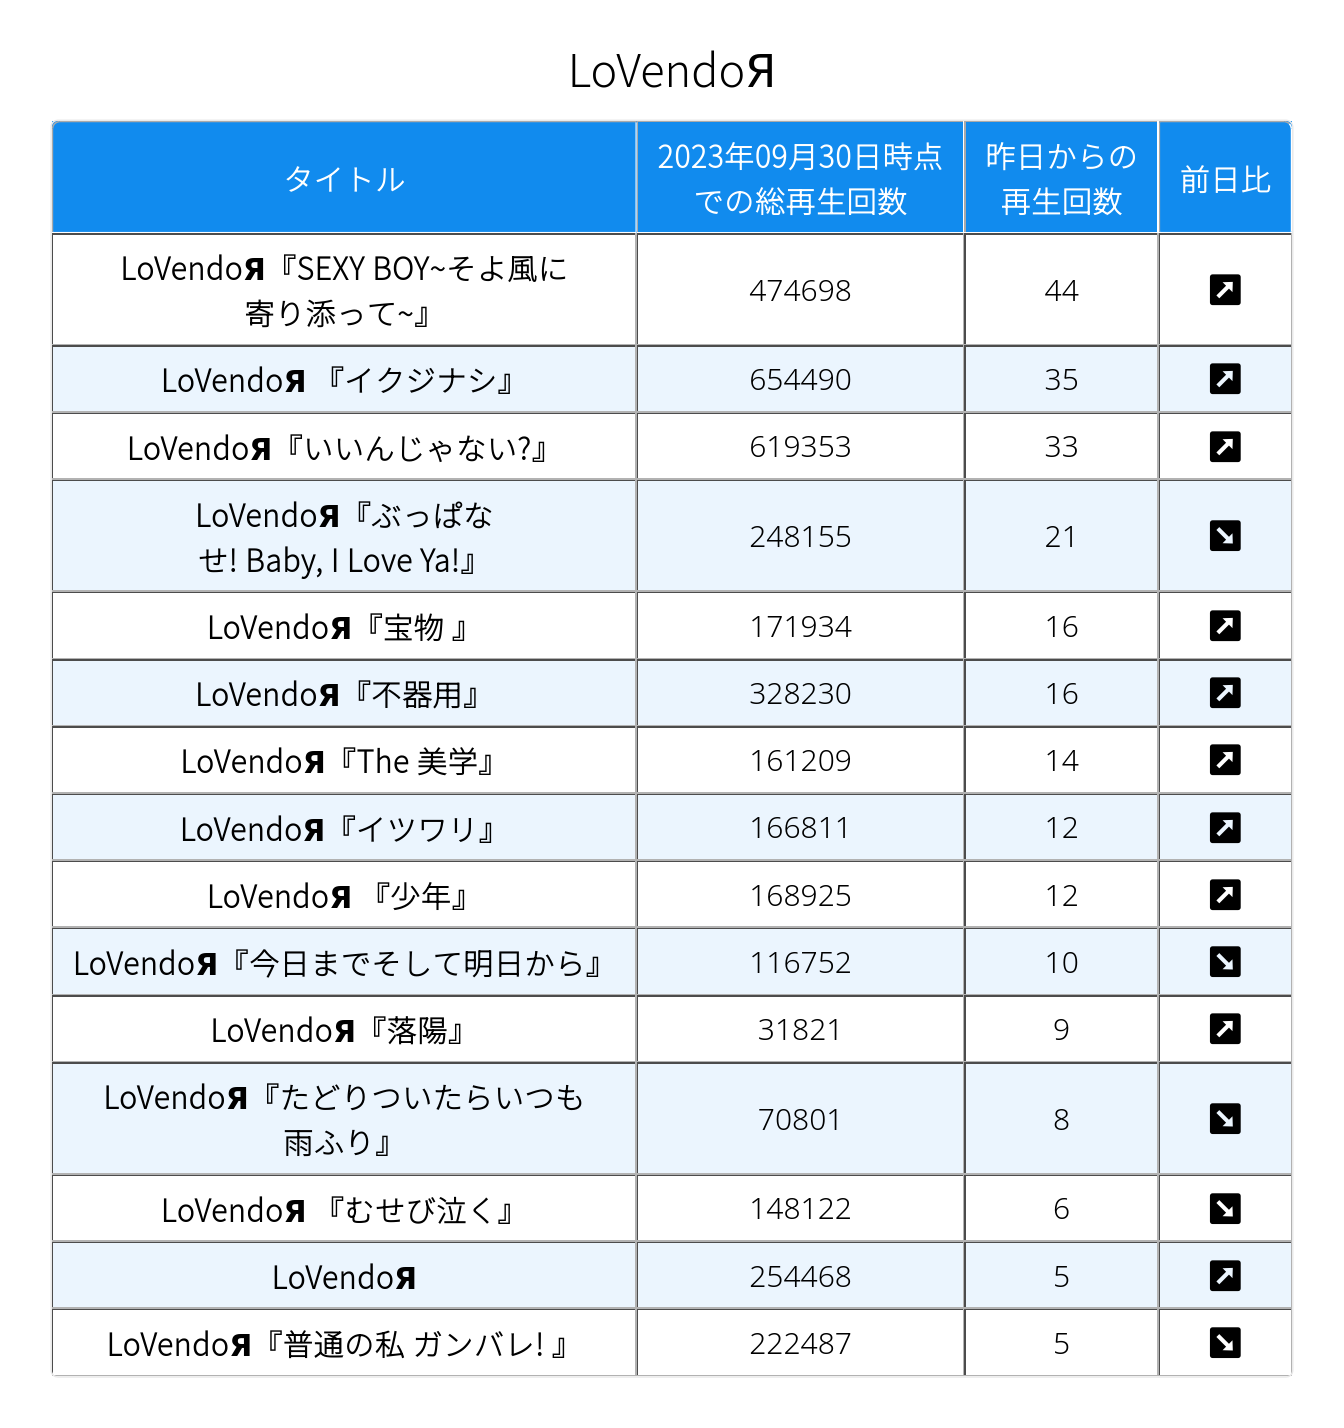 LoVendoЯ
タイトル
2023年09月30日時点
での総再生回数
昨日からの
再生回数
前日比
LoVendoЯ『SEXY BOY~そよ風に
寄り添って~』
474698
44
LoVendoЯ 『イクジナシ』
654490
35
LoVendoЯ『いいんじゃない?』
619353
33
LoVendoЯ『ぶっぱな
せ! Baby, I Love Ya!』
248155
21
LoVendoЯ『宝物 』
171934
16
LoVendoЯ『不器用』
328230
16
LoVendoЯ『The 美学』
161209
14
LoVendoЯ『イツワリ』
166811
12
LoVendoЯ 『少年』
168925
12
LoVendoЯ『今日までそして明日から』
116752
10
LoVendoЯ『落陽』
31821
9
LoVendoЯ『たどりついたらいつも
雨ふり』
70801
8
LoVendoЯ 『むせび泣く』
148122
6
LoVendoЯ
254468
5
LoVendoЯ『普通の私 ガンバレ! 』
222487
5